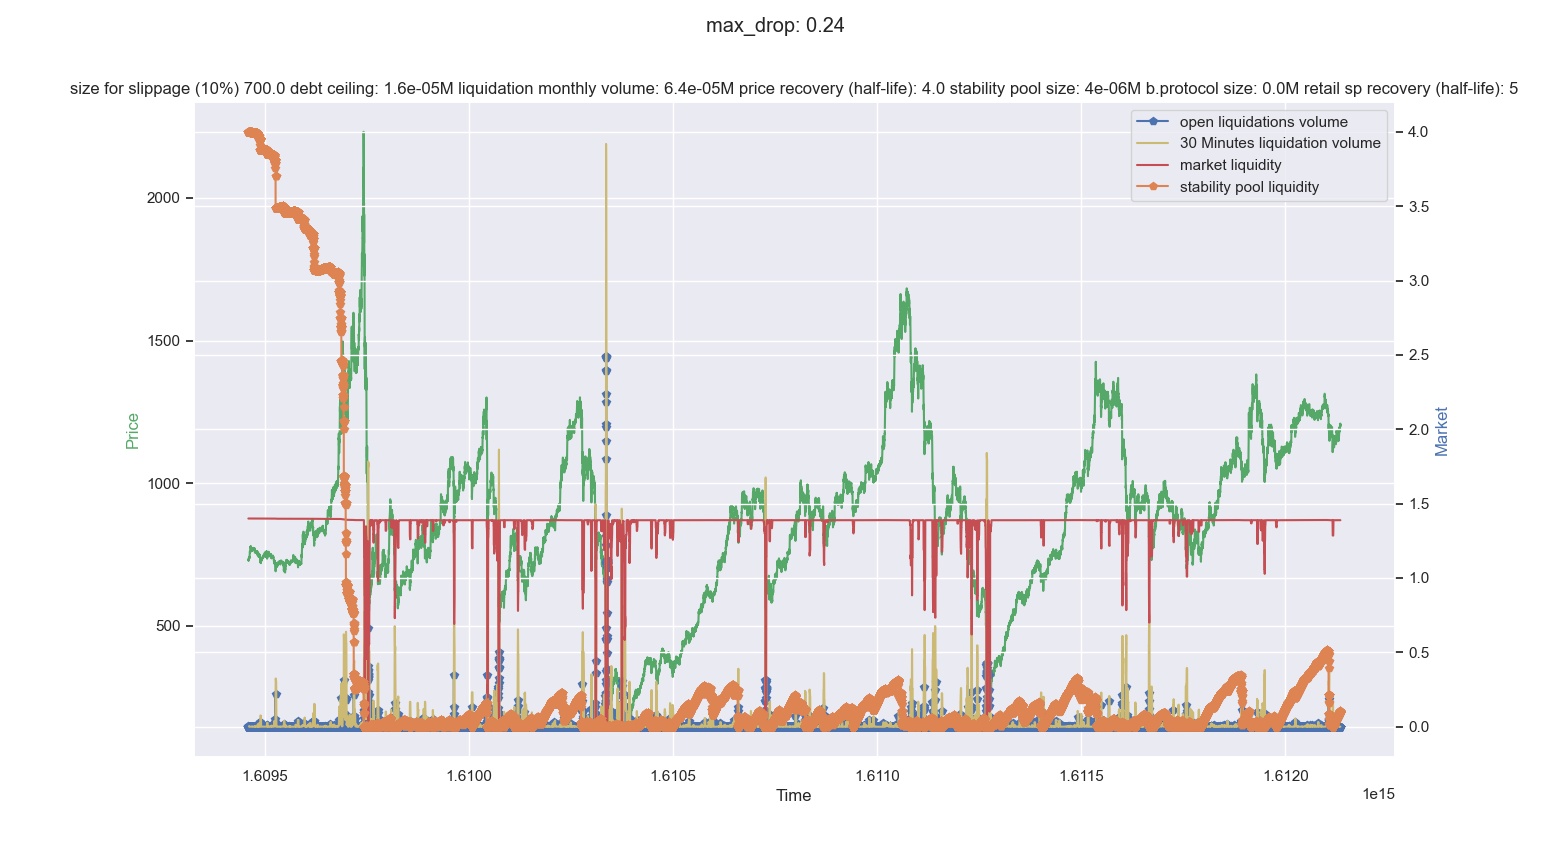 max_drop: 0.24
size for slippage (10%) 700.0 debt ceiling: 1.6e-05M liquidation monthly volume: 6.4e-05M price recovery (half-life): 4.0 stability pool size: 4e-06M b.protocol size: 0.0M retail sp recovery (half-life): 5
open liquidations volume
30 Minutes liquidation volume
market liquidity
stability pool liquidity
Price
2000
1500
1000
500
4.0
3.5
3.0
2.5
2.0
1.5
1.0
0.5
0.0
Market
1.6095
1.6100
1.6105
1.6110
1.6115
1.6120
Time
1e15